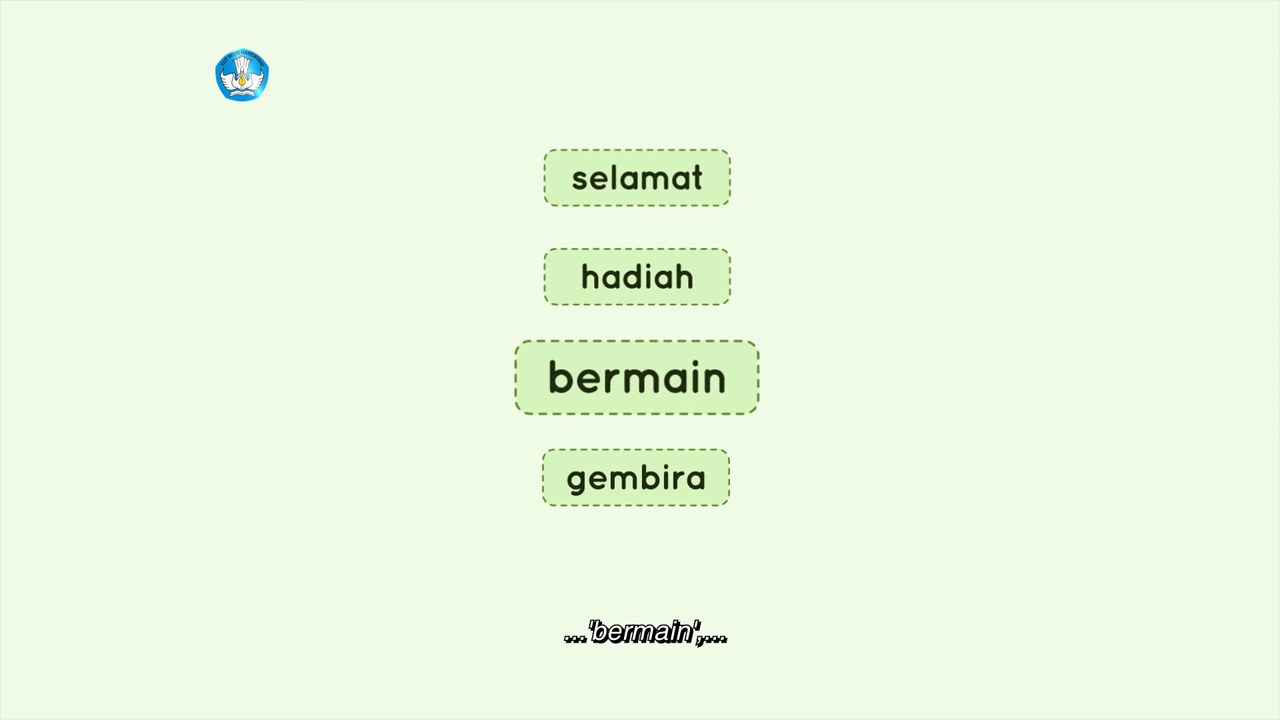 selamat
hadiah
bermain
gembira
...'bermain',...